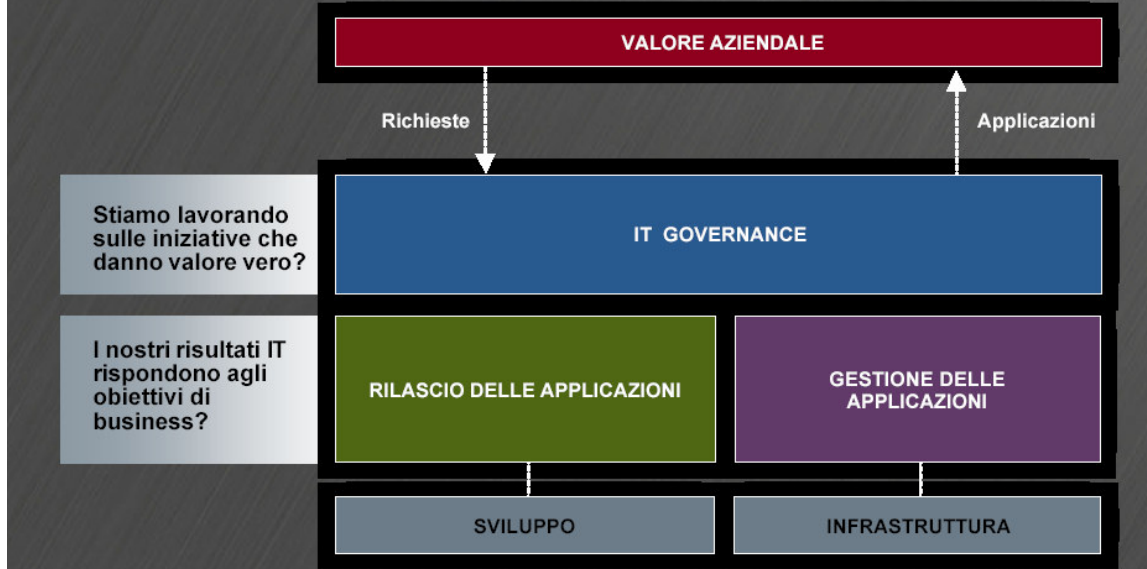 VALORE AZIENDALE
Richieste
Applicazioni
Stiamo lavorando
sulle iniziative che
danno valore vero?
IT GOVERNANCE
I nostri risultati IT
rispondono agli
obiettivi di
business?
RILASCIO DELLE APPLICAZIONI
GESTIONE DELLE
APPLICAZIONI
SVILUPPO
INFRASTRUTTURA